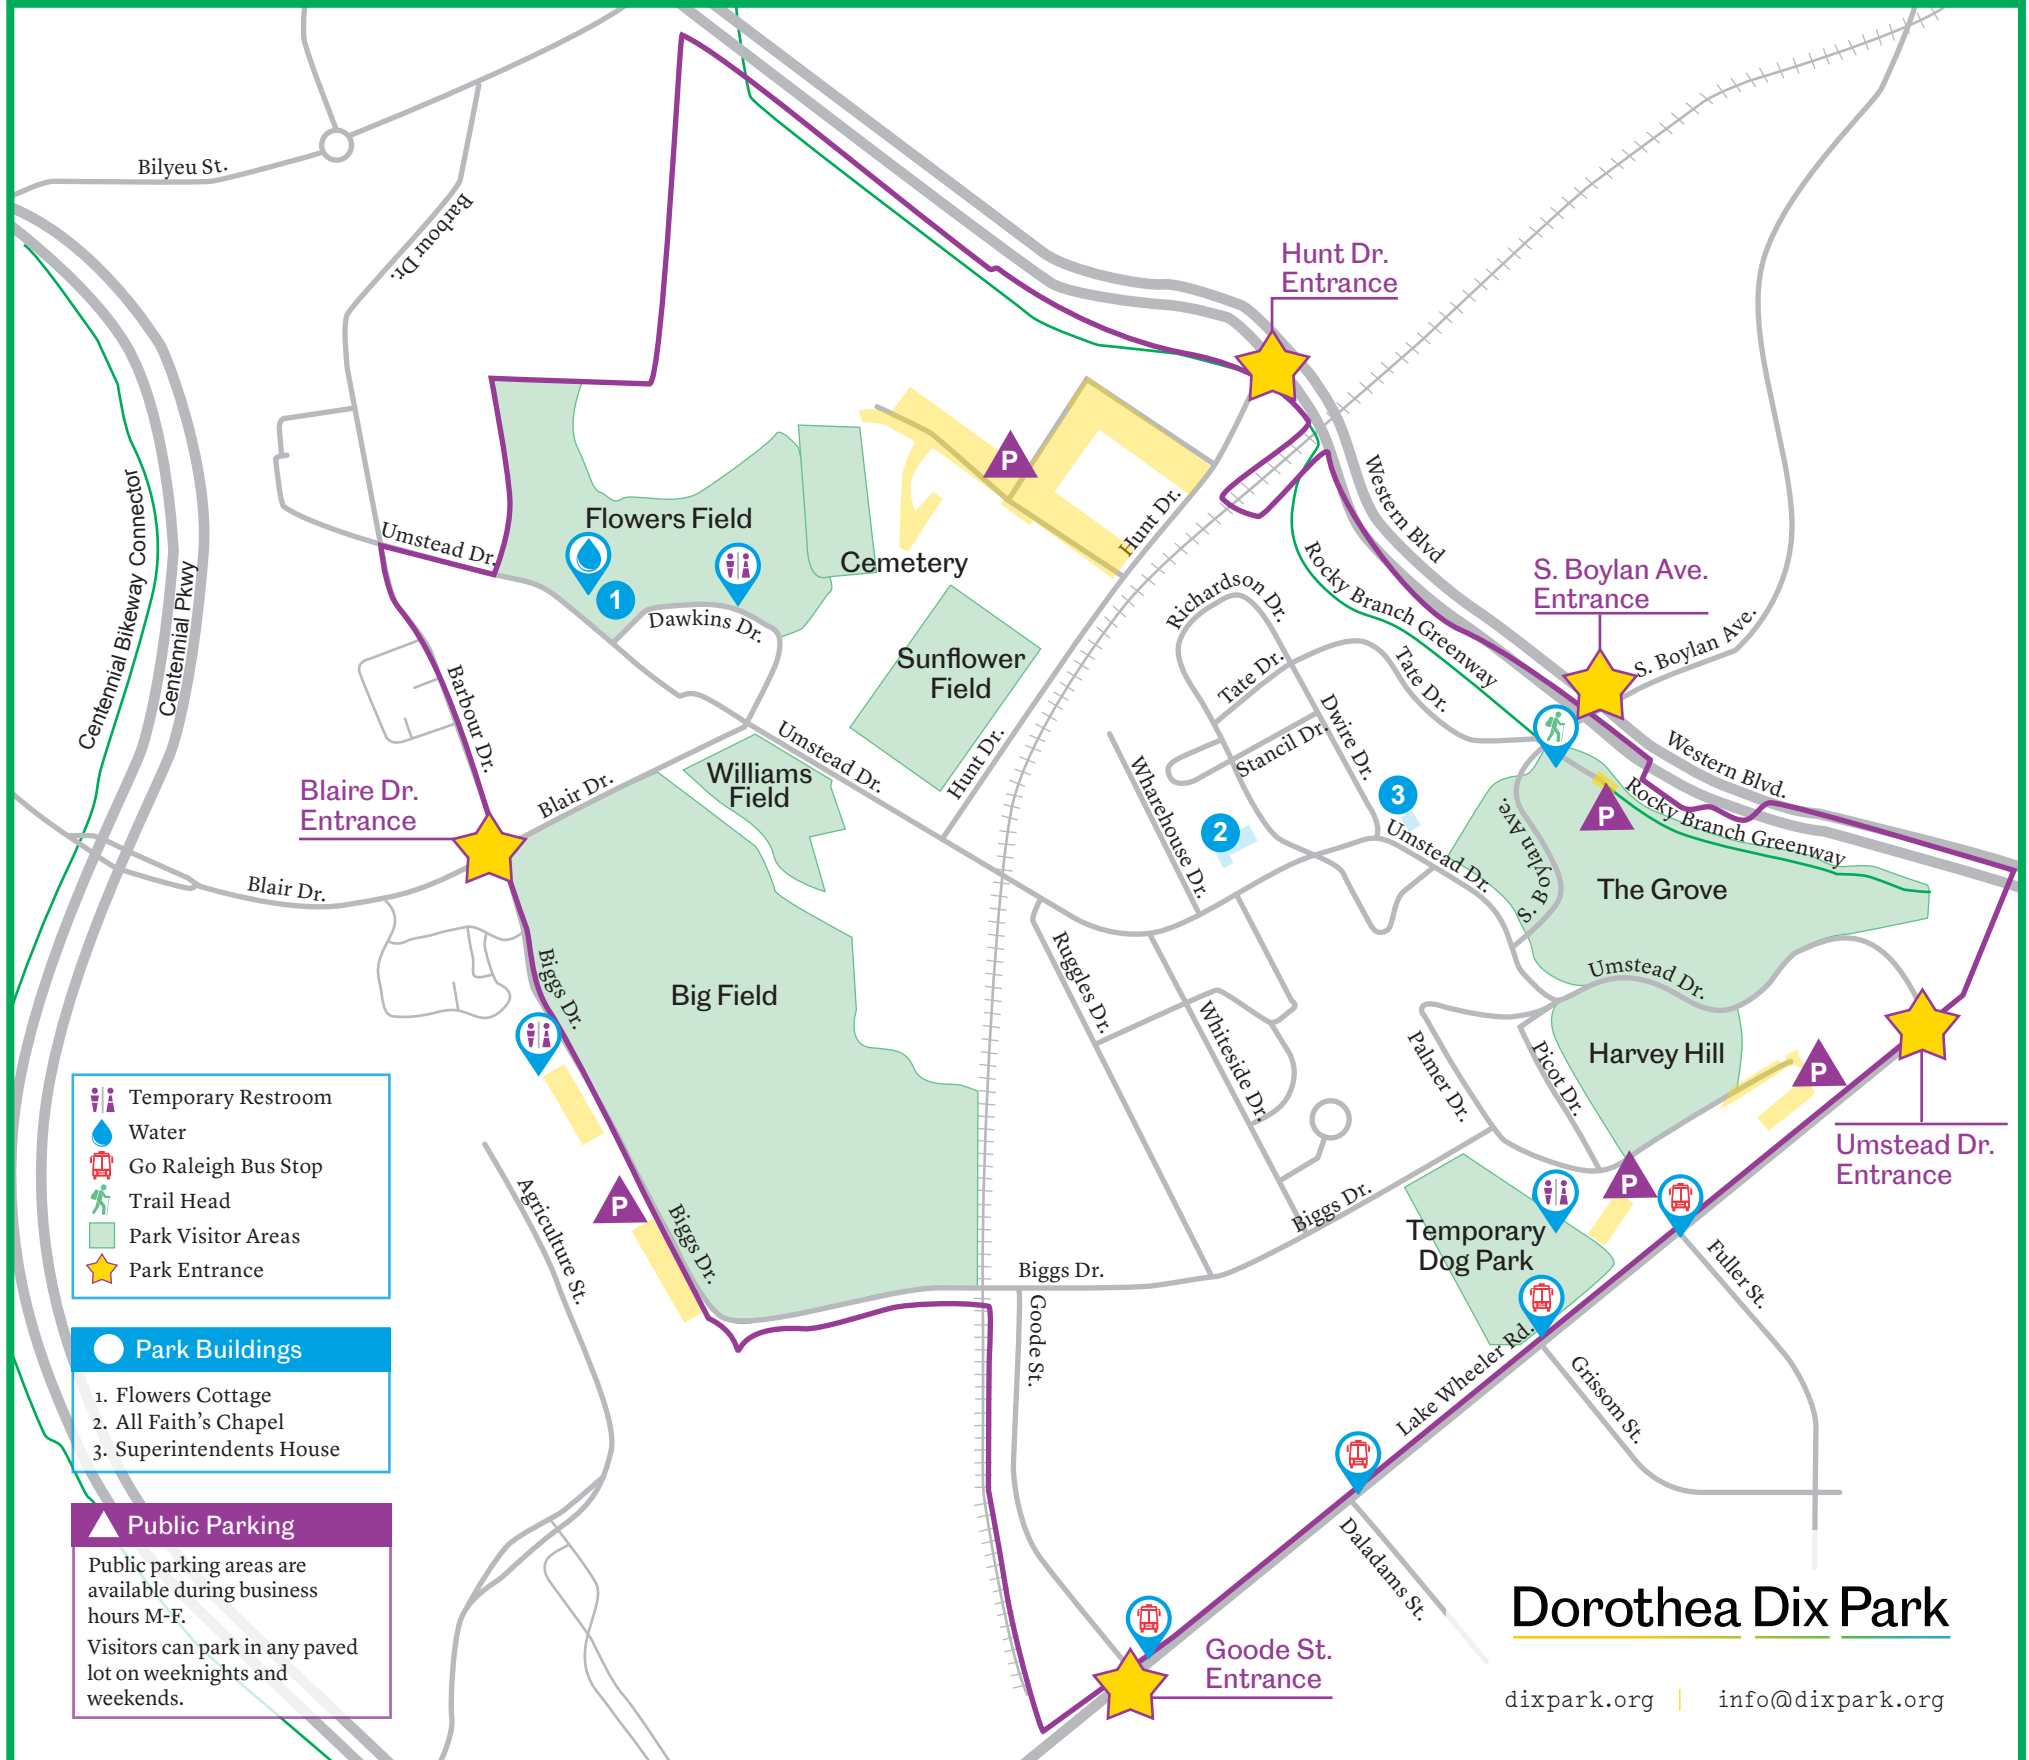 Bilyeu St.
Barbour Dr.
Hunt Dr.
Entrance
Centennial Bikeway Connector
Centennial Pkwy
Umstead Dr.
Flowers Field
1
Dawkins Dr.
Cemetery
P
Hunt Dr.
Western Blvd
Rocky Branch Greenway
S. Boylan Ave.
Entrance
S. Boylan Ave.
Richardson Dr.
Tate Dr.
Tate Dr.
Sunflower
Field
Barbour Dr.
Umstead Dr.
Hunt Dr.
Dwire Dr.
Stancil Dr.
Wharehouse Dr.
Williams
Field
Blair Dr.
Blaire Dr.
Entrance
Blair Dr.
2
3
Umstead Dr.
S. Boylan Ave.
P
Western Blvd.
Rocky Branch Greenway
The Grove
Biggs Dr.
Big Field
Ruggles Dr.
Whiteside Dr.
Umstead Dr.
Harvey Hill
Palmer Dr.
Picot Dr.
P
Umstead Dr.
Entrance
Temporary Restroom
Water
Go Raleigh Bus Stop
Trail Head
Park Visitor Areas
Park Entrance
Agriculture St.
P
Biggs Dr.
Biggs Dr.
Biggs Dr.
Goode St.
P
Temporary
Dog Park
Fuller St.
Lake Wheeler Rd.
Grissom St.
Daladams St.
Park Buildings
1. Flowers Cottage
2. All Faith's Chapel
3. Superintendents House
Public Parking
Public parking areas are
available during business
hours M-F.
Visitors can park in any paved
lot on weeknights and
weekends.
Goode St.
Entrance
Dorothea Dix Park
dixpark.org | info@dixpark.org